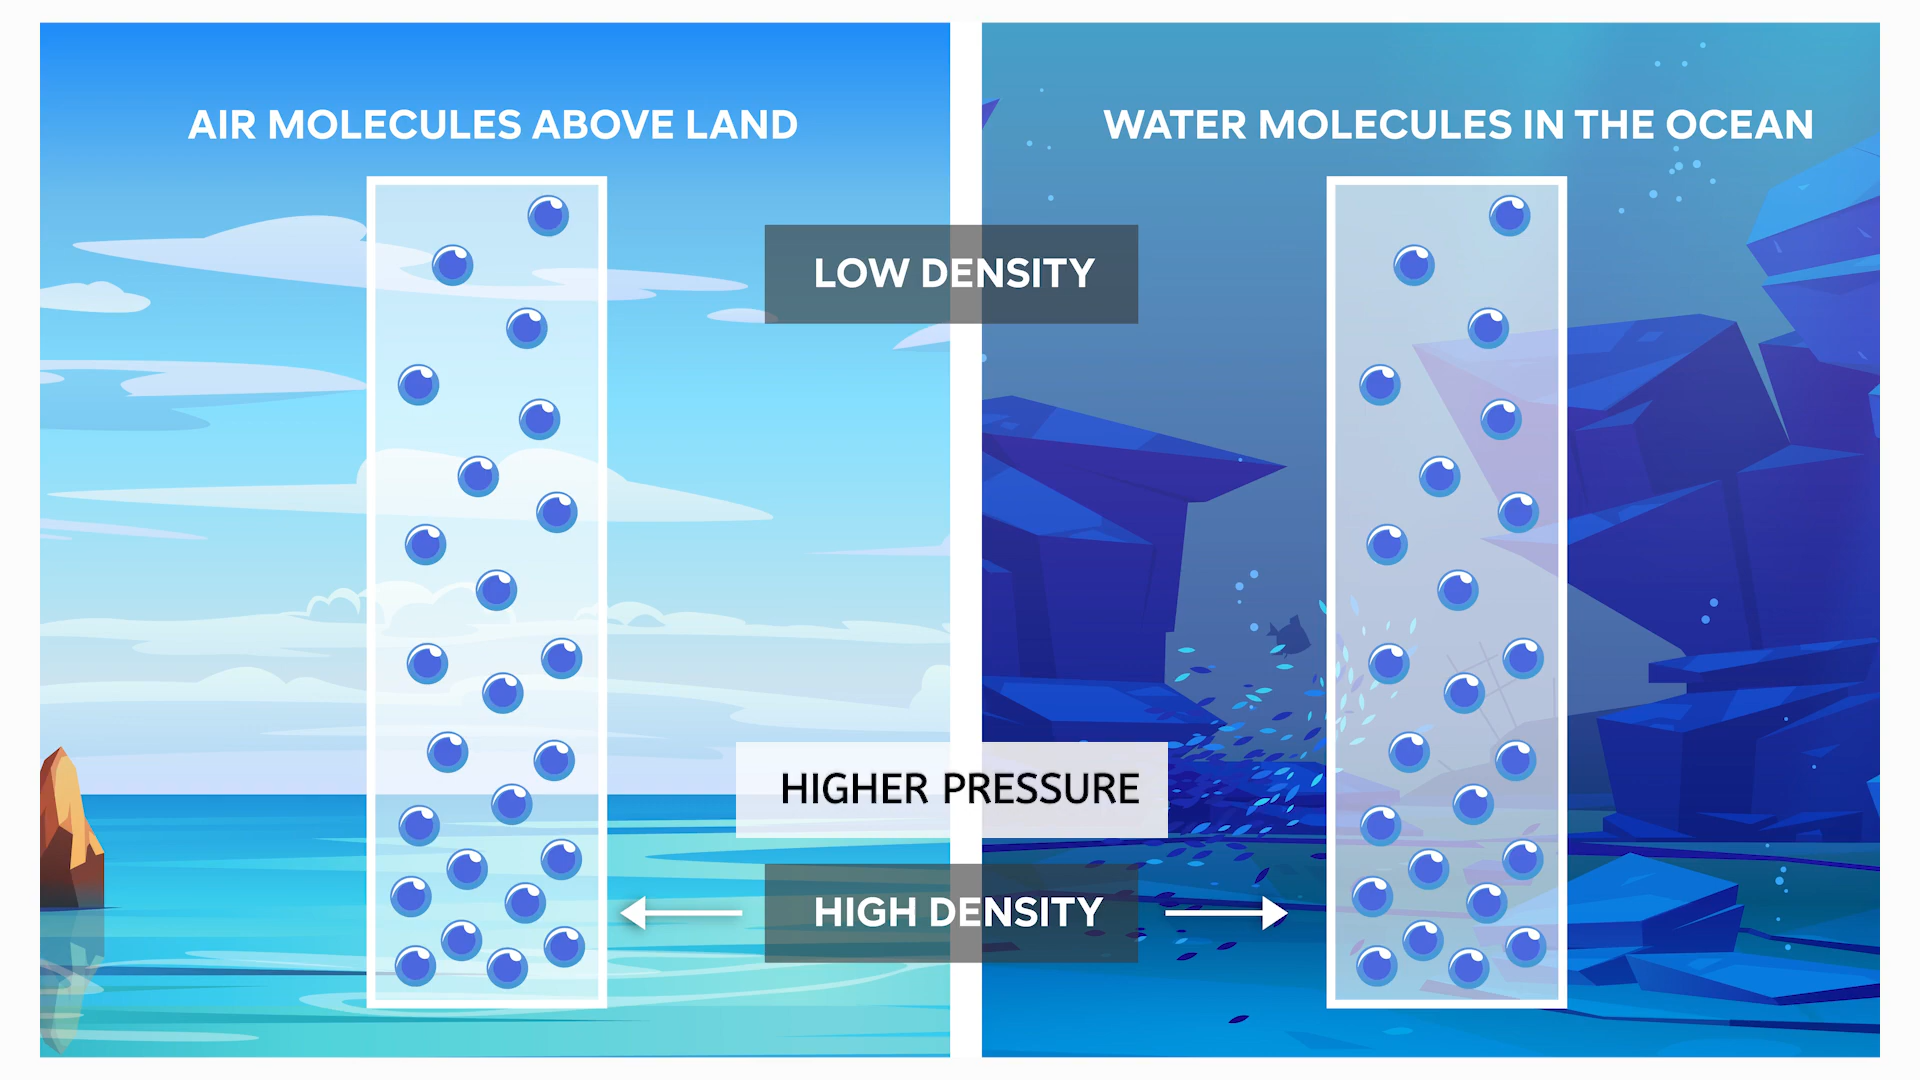 AIR MOLECULES ABOVE LAND
WATER MOLECULES IN THE OCEAN
LOW DENSITY
HIGHER PRESSURE
HIGH DENSITY